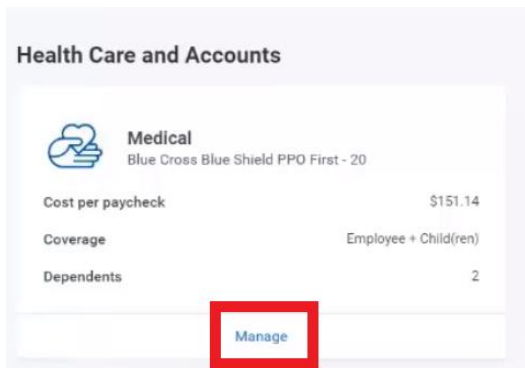 Health Care and Accounts
Medical
Blue Cross Blue Shield PPO First - 20
Cost per paycheck $151.14
Coverage Employee + Child(ren)
Dependents 2
Manage